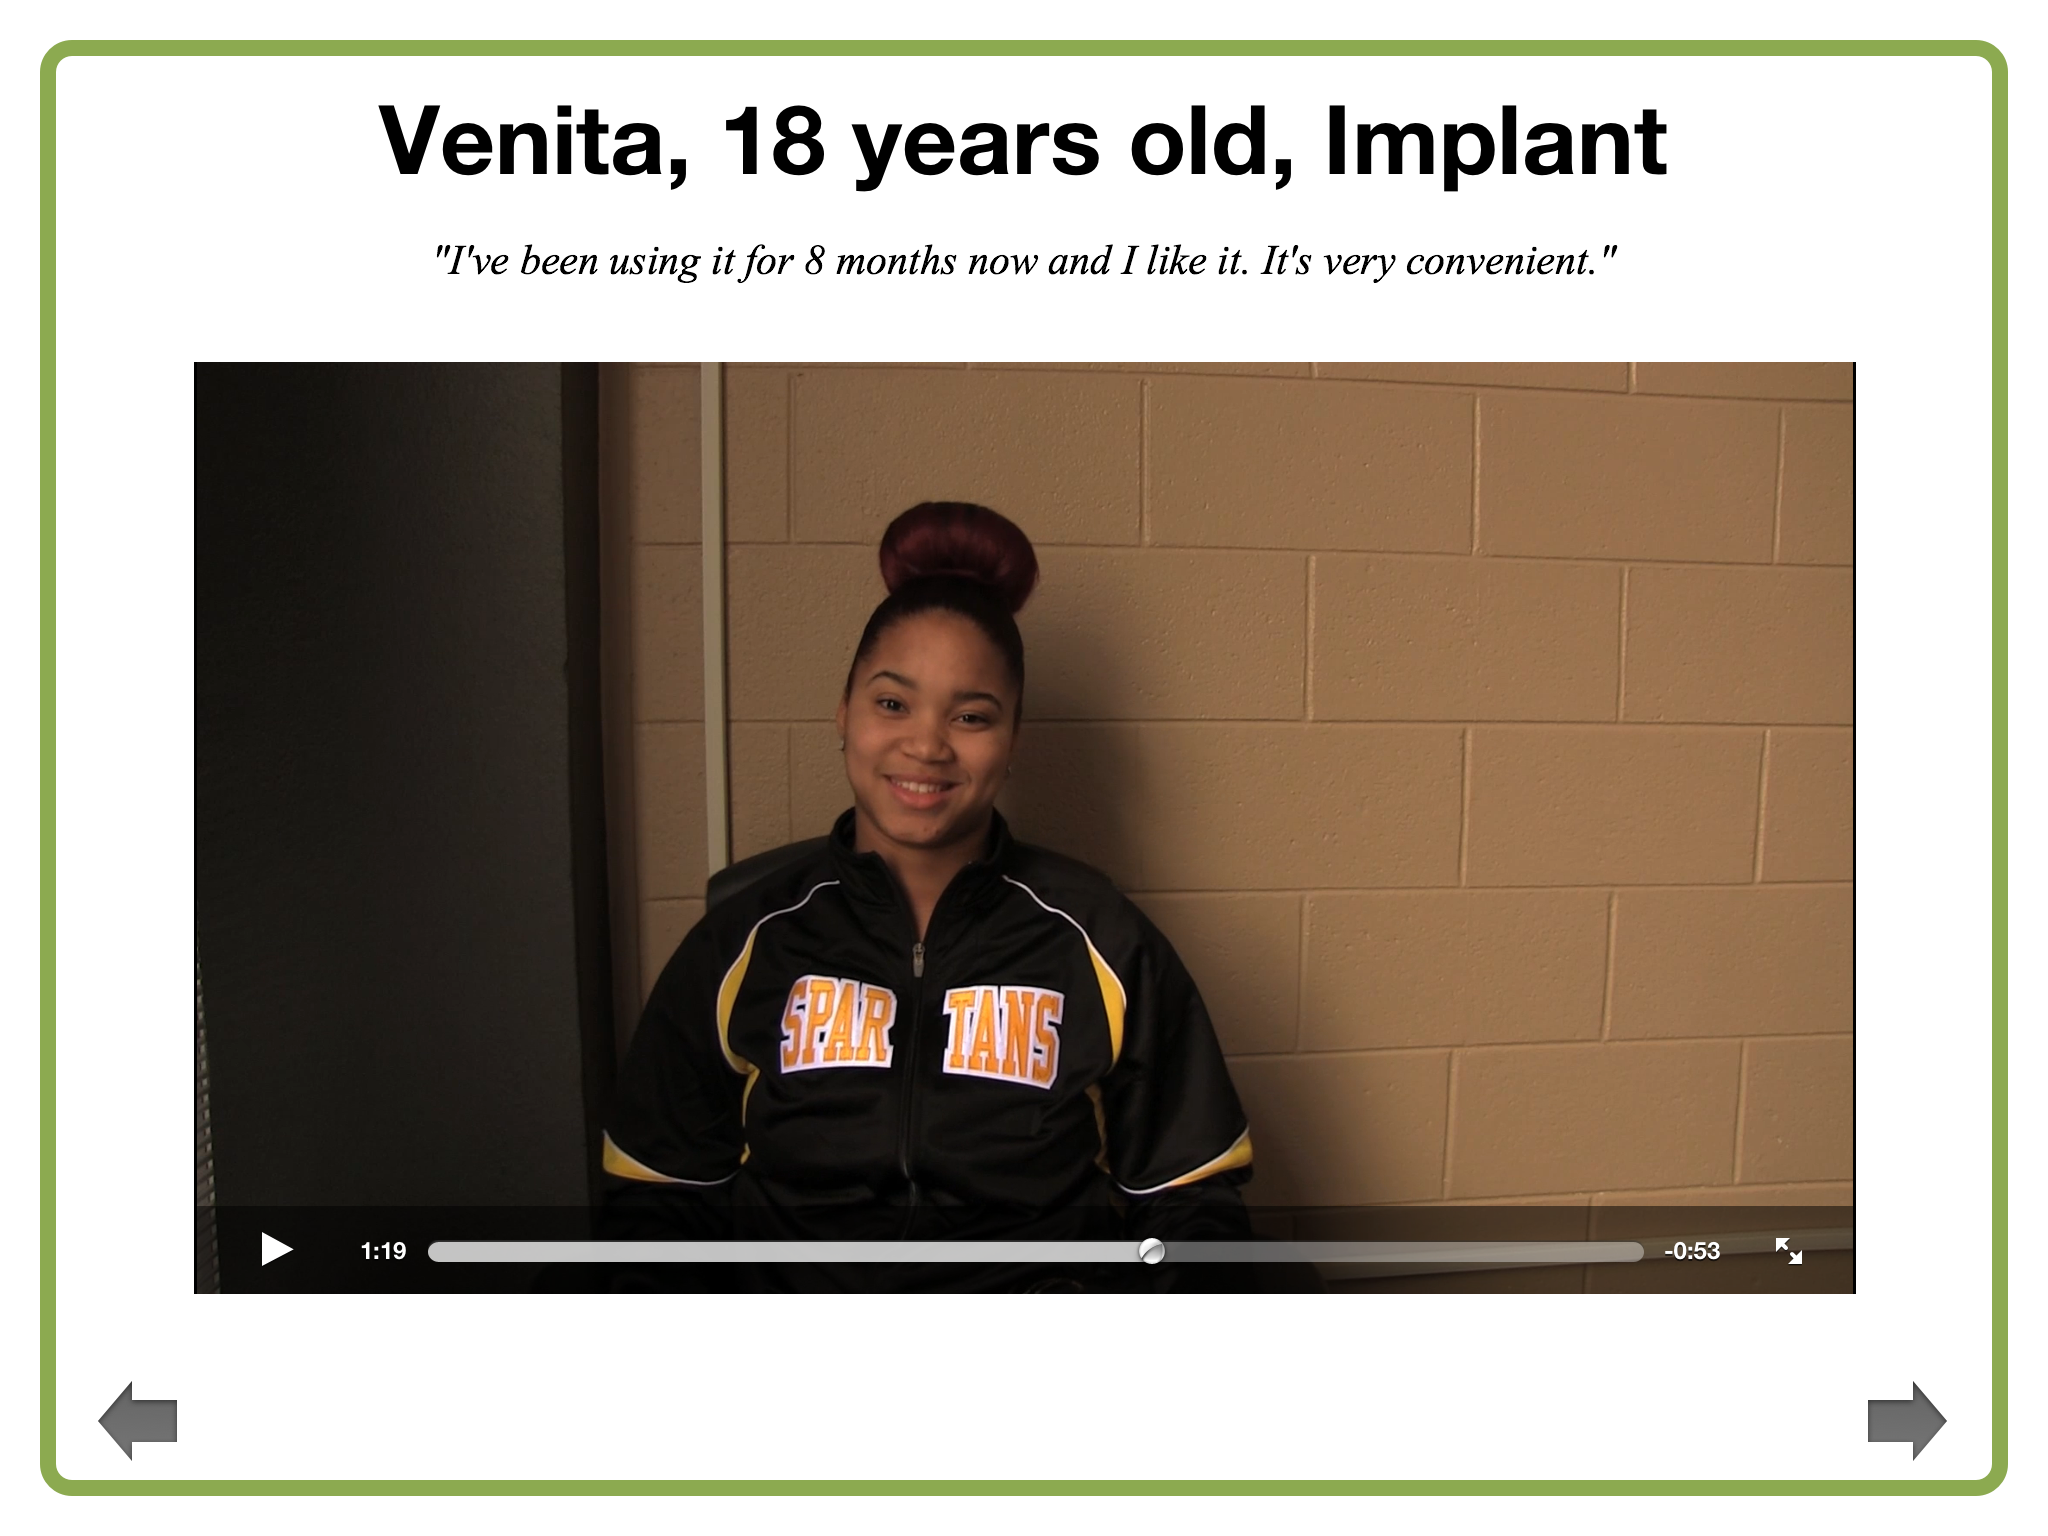 Venita, 18 years old, Implant
"I've been using it for 8 months now and I like it. It's very convenient."
SPAR TANS
1:19 -0:53